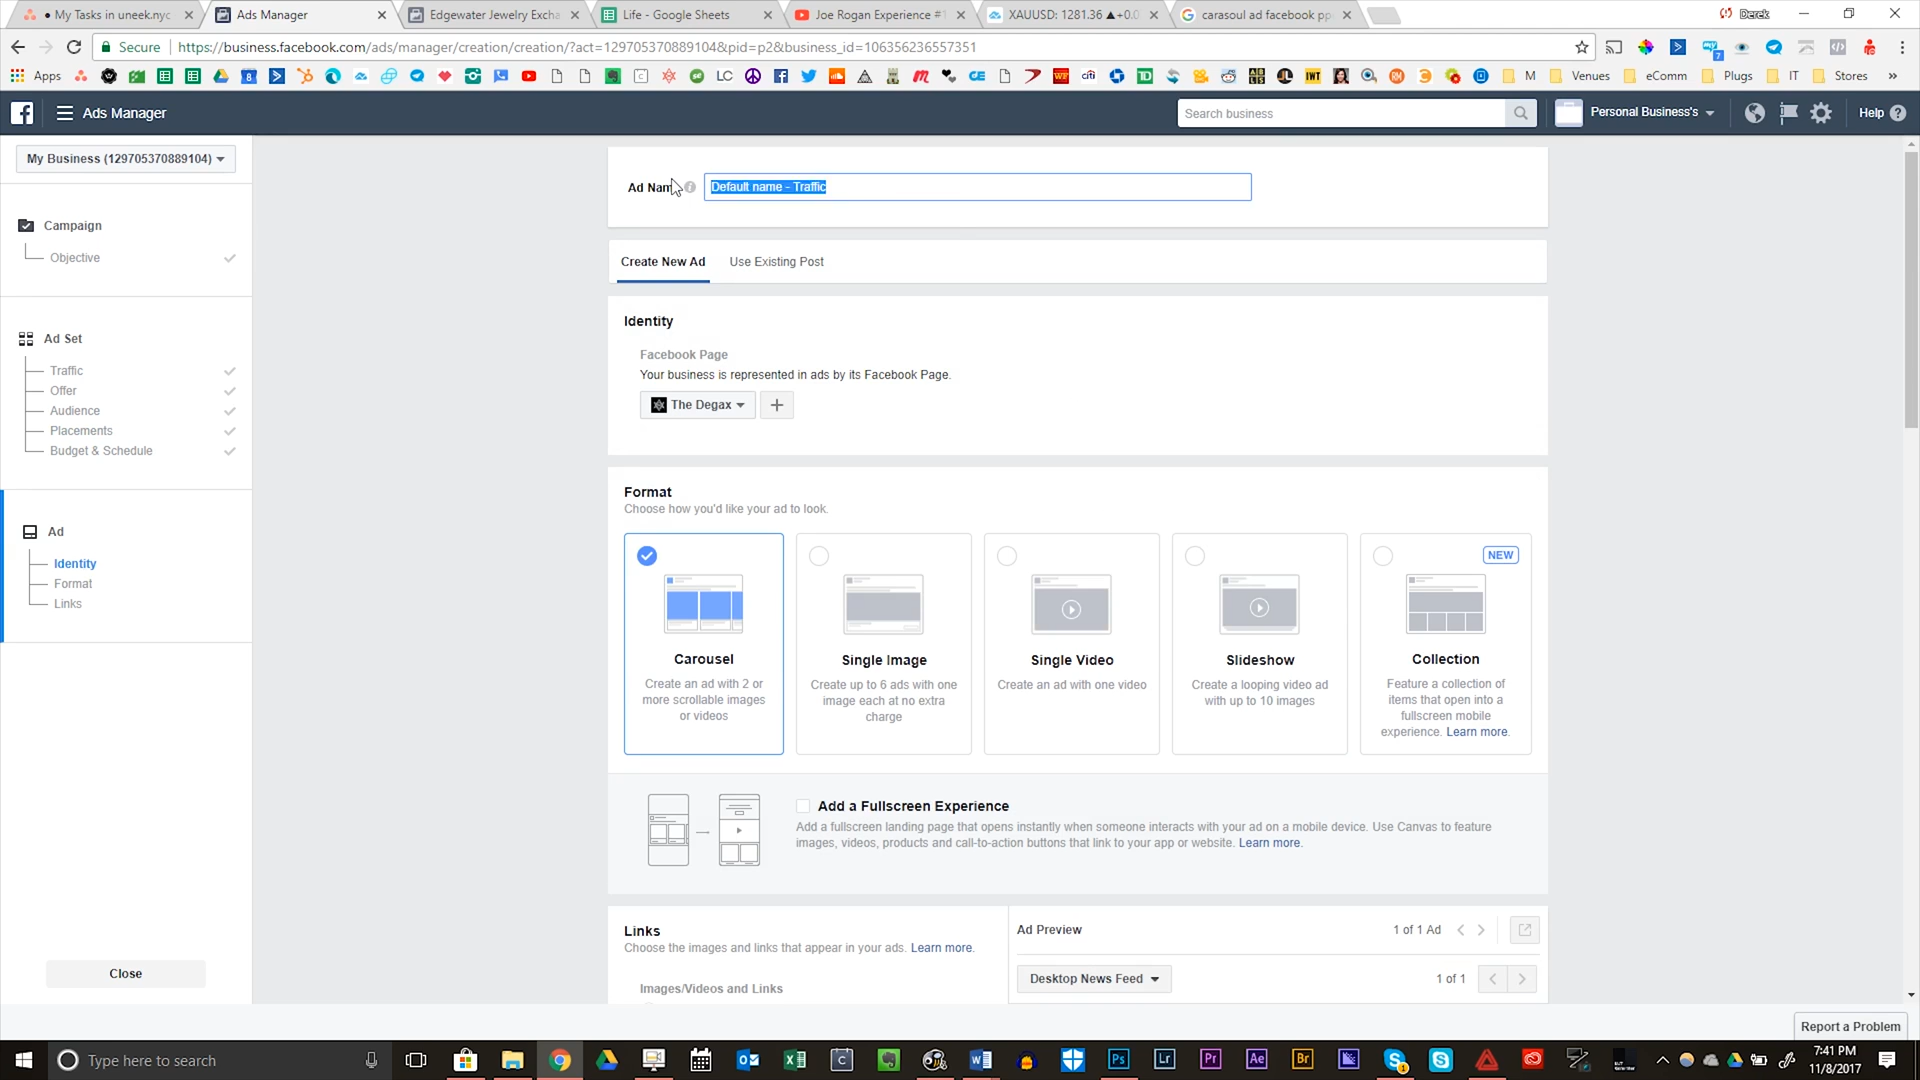 • My Tasks in uneek.nyc
Ads Manager
Edgewater Jewelry Excha
Life - Google Sheets
Joe Rogan Experience #1
XAUUSD: 1281.36 ▲+0.0
carasoul ad facebook pp
Derek
Secure
https://business.facebook.com/ads/manager/creation/creation/?act=129705370889104&pid=p2&business_id=106356236557351
Apps
LC
citi
TD
IWT
M
Venues
eComm
Plugs
IT
Stores
»
Ads Manager
Search business
Personal Business's
Help
My Business (129705370889104)
Campaign
Objective
Ad Set
Traffic
Offer
Audience
Placements
Budget & Schedule
Ad
Identity
Format
Links
Close
Ad Nam
Default name - Traffic
Create New Ad
Use Existing Post
Identity
Facebook Page
Your business is represented in ads by its Facebook Page.
The Degax
Format
Choose how you'd like your ad to look.
Carousel
Create an ad with 2 or
more scrollable images
or videos
Single Image
Create up to 6 ads with one
image each at no extra
charge
Single Video
Create an ad with one video
Slideshow
Create a looping video ad
with up to 10 images
NEW
Collection
Feature a collection of
items that open into a
fullscreen mobile
experience. Learn more.
Add a Fullscreen Experience
Add a fullscreen landing page that opens instantly when someone interacts with your ad on a mobile device. Use Canvas to feature
images, videos, products and call-to-action buttons that link to your app or website. Learn more.
Links
Choose the images and links that appear in your ads. Learn more.
Images/Videos and Links
Ad Preview
1 of 1 Ad
Desktop News Feed
1 of 1
Report a Problem
Type here to search
Ps
Lr
Pr
Ae
Br
7:41 PM
11/8/2017